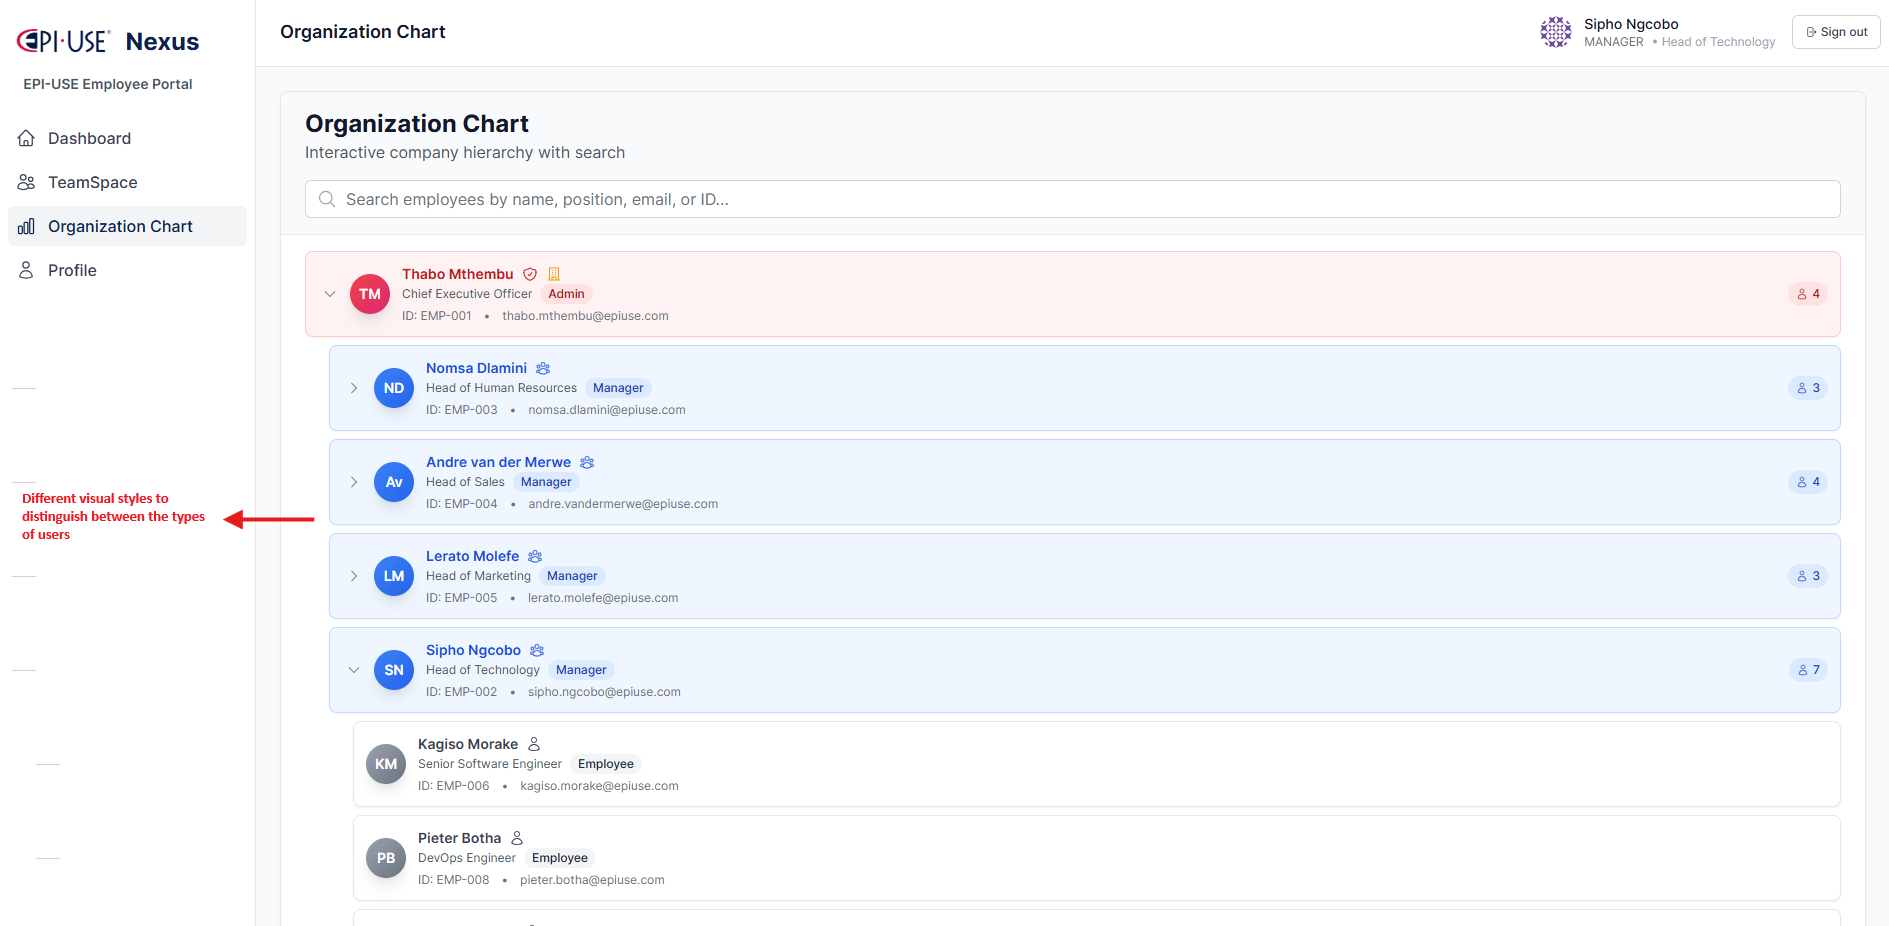 EPI·USE® Nexus
EPI-USE Employee Portal
Dashboard
TeamSpace
Organization Chart
Profile
Different visual styles to
distinguish between the types
of users
Organization Chart
Sipho Ngcobo
MANAGER • Head of Technology
Sign out
Organization Chart
Interactive company hierarchy with search
Search employees by name, position, email, or ID...
TM
Thabo Mthembu
Chief Executive Officer Admin
ID: EMP-001 • thabo.mthembu@epiuse.com
4
ND
Nomsa Dlamini
Head of Human Resources Manager
ID: EMP-003 • nomsa.dlamini@epiuse.com
3
Av
Andre van der Merwe
Head of Sales Manager
ID: EMP-004 • andre.vandermerwe@epiuse.com
4
LM
Lerato Molefe
Head of Marketing Manager
ID: EMP-005 • lerato.molefe@epiuse.com
3
SN
Sipho Ngcobo
Head of Technology Manager
ID: EMP-002 • sipho.ngcobo@epiuse.com
7
KM
Kagiso Morake
Senior Software Engineer Employee
ID: EMP-006 • kagiso.morake@epiuse.com
PB
Pieter Botha
DevOps Engineer Employee
ID: EMP-008 • pieter.botha@epiuse.com